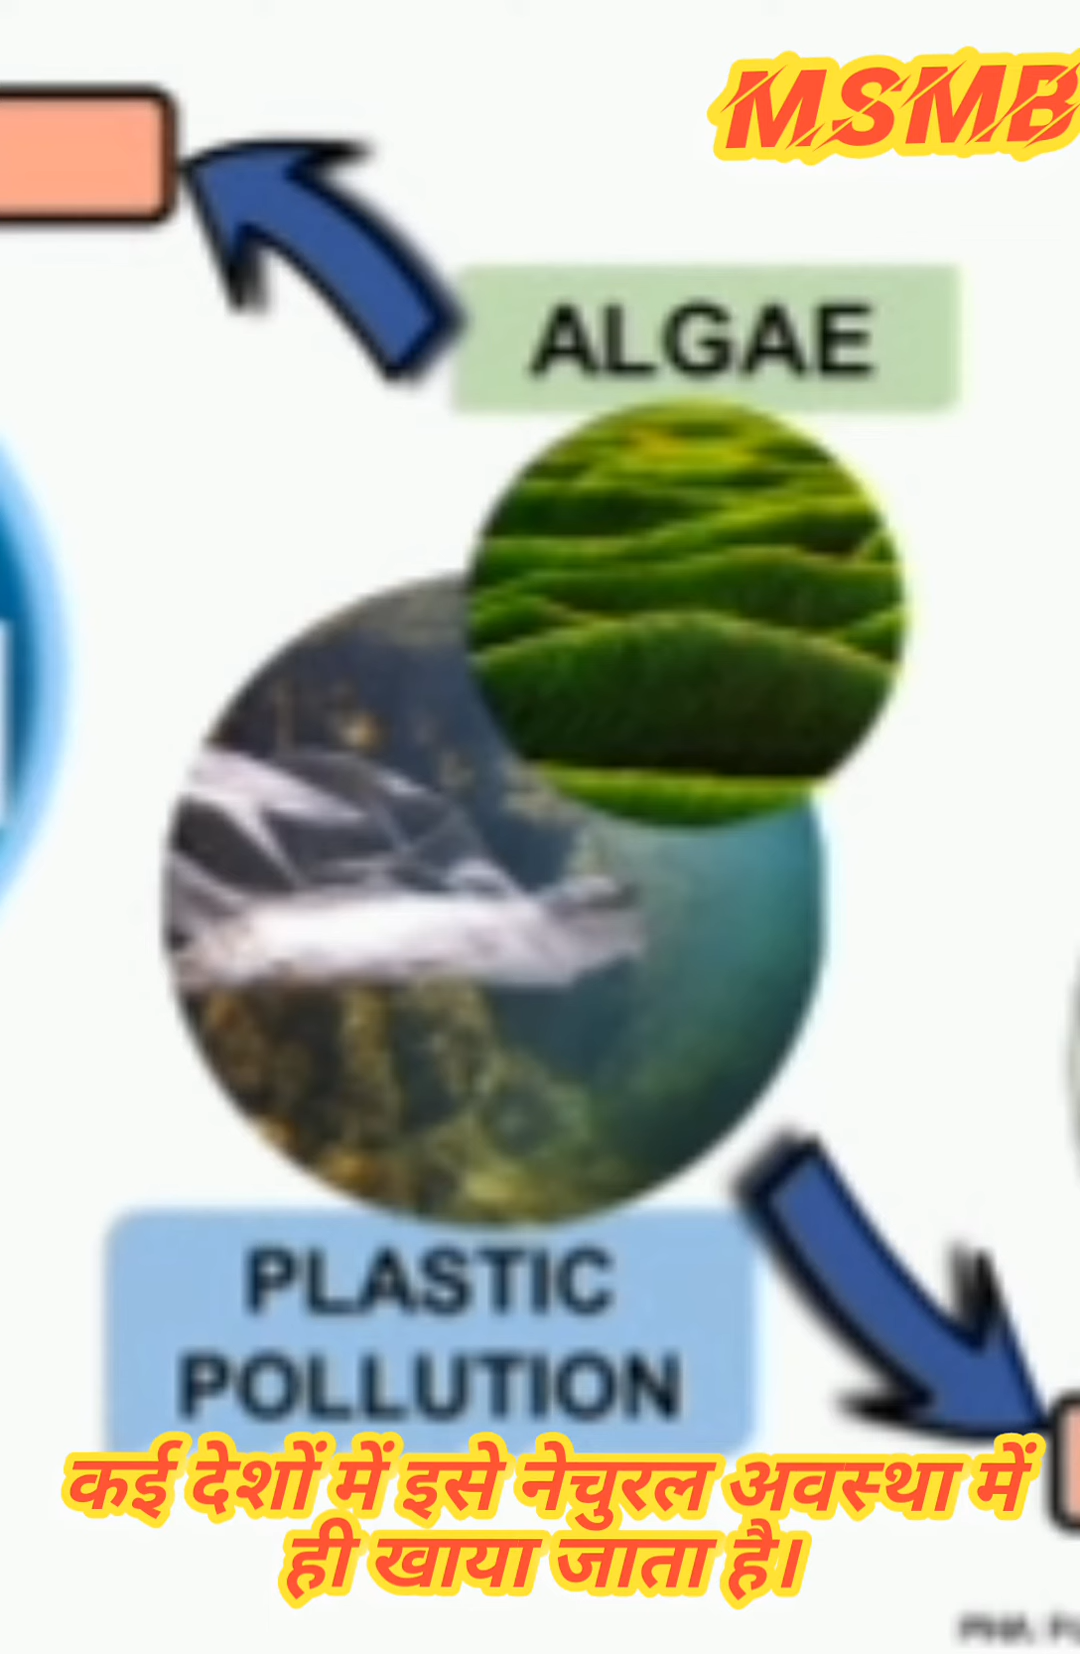 MSMB
ALGAE
PLASTIC
POLLUTION
कई देशों में इसे नेचुरल अवस्था में
ही खाया जाता है।